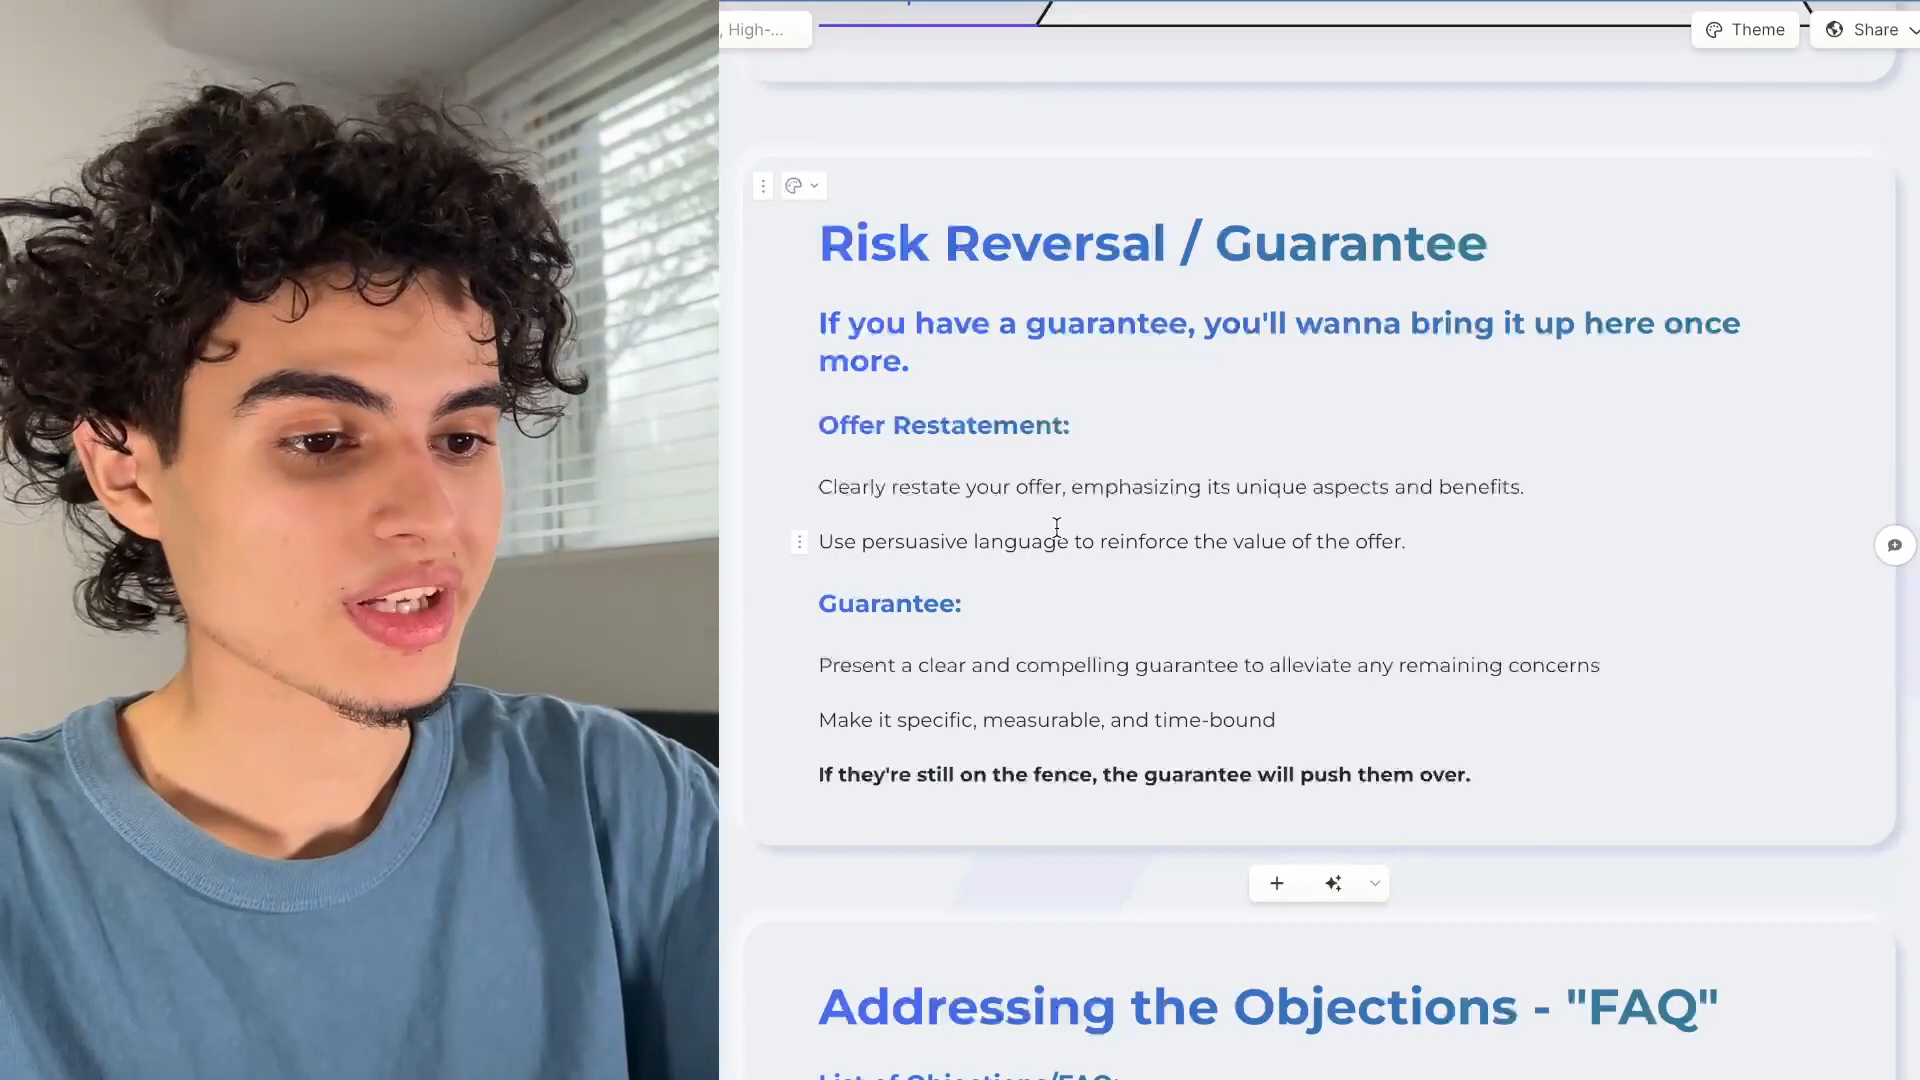 , High-...
Theme
Share
Risk Reversal / Guarantee
If you have a guarantee, you'll wanna bring it up here once
more.
Offer Restatement:
Clearly restate your offer, emphasizing its unique aspects and benefits.
Use persuasive language to reinforce the value of the offer.
Guarantee:
Present a clear and compelling guarantee to alleviate any remaining concerns
Make it specific, measurable, and time-bound
If they're still on the fence, the guarantee will push them over.
Addressing the Objections - "FAQ"
List of Objections/FAQ: